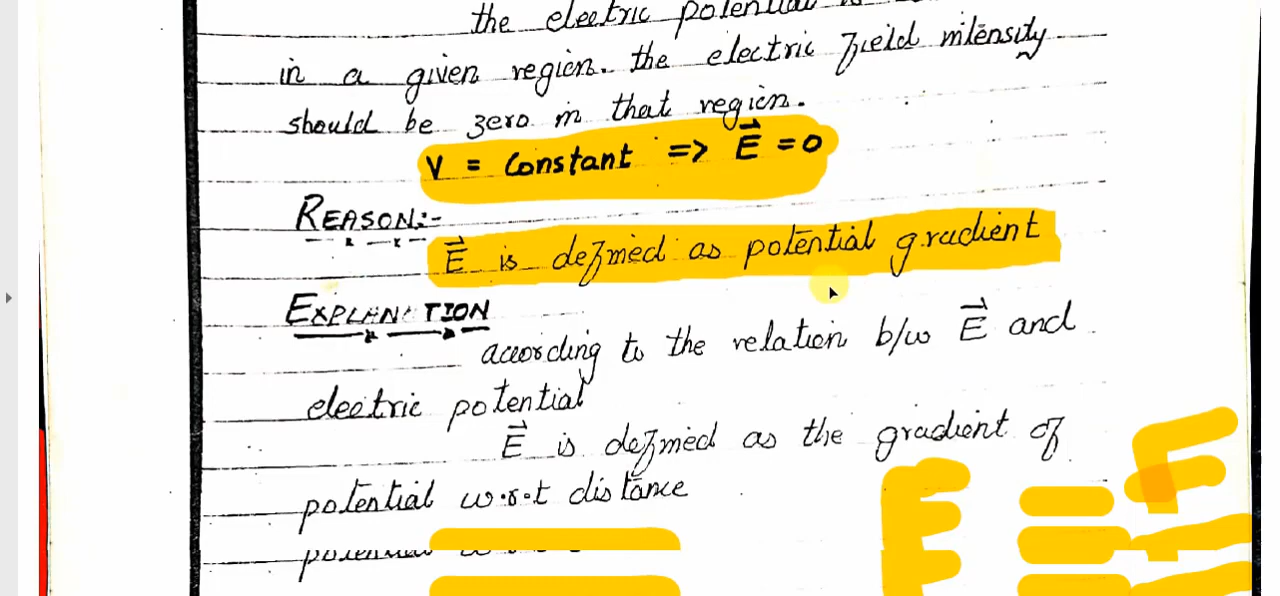 the electric potential
in a given region. the electric field intensity
should be zero in that region.
V = Constant => E⃗ = 0
REASON:-
E⃗ is defined as potential gradient
EXPLANATION
according to the relation b/w E⃗ and
electric potential
E⃗ is defined as the gradient of
potential w.r.t distance